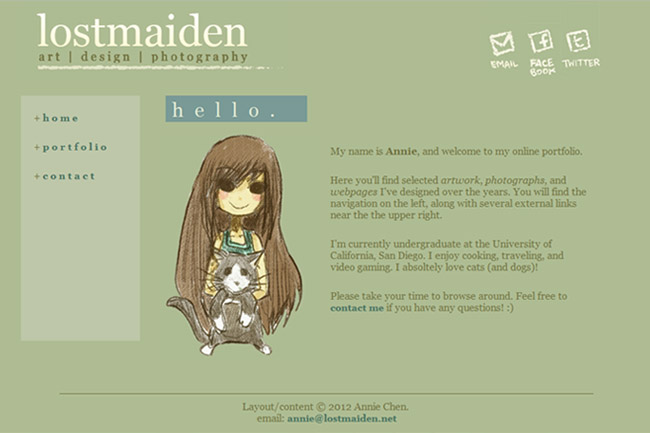 lostmaiden
art | design | photography
EMAIL
FACE
BOOK
TWITTER
+home
+portfolio
+contact
hello.
My name is Annie, and welcome to my online portfolio.
Here you'll find selected artwork, photographs, and
webpages I've designed over the years. You will find the
navigation on the left, along with several external links
near the the upper right.
I'm currently undergraduate at the University of
California, San Diego. I enjoy cooking, traveling, and
video gaming. I absoltely love cats (and dogs)!
Please take your time to browse around. Feel free to
contact me if you have any questions! :)
Layout/content © 2012 Annie Chen.
email: annie@lostmaiden.net